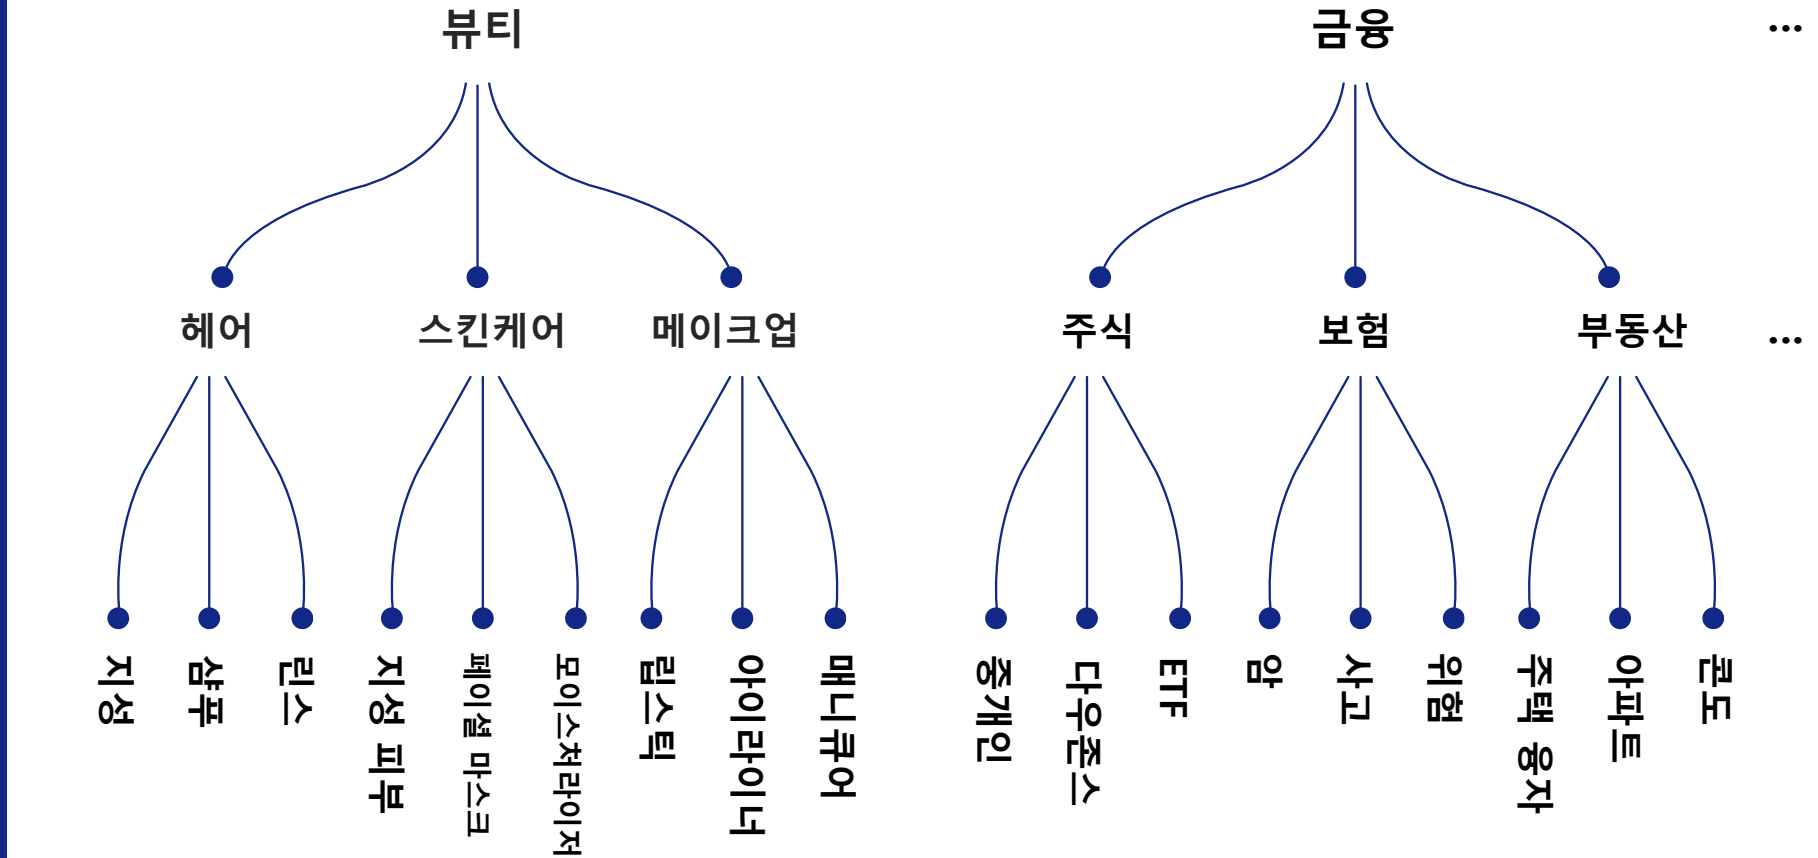 뷰티
금융
...
헤어
스킨케어
메이크업
주식
보험
부동산
...
지성
샴푸
린스
지성 피부
페이셜 마스크
모이스처라이저
립스틱
아이라이너
매니큐어
중개인
다우존스
ETF
암
사고
위험
주택 융자
아파트
콘도